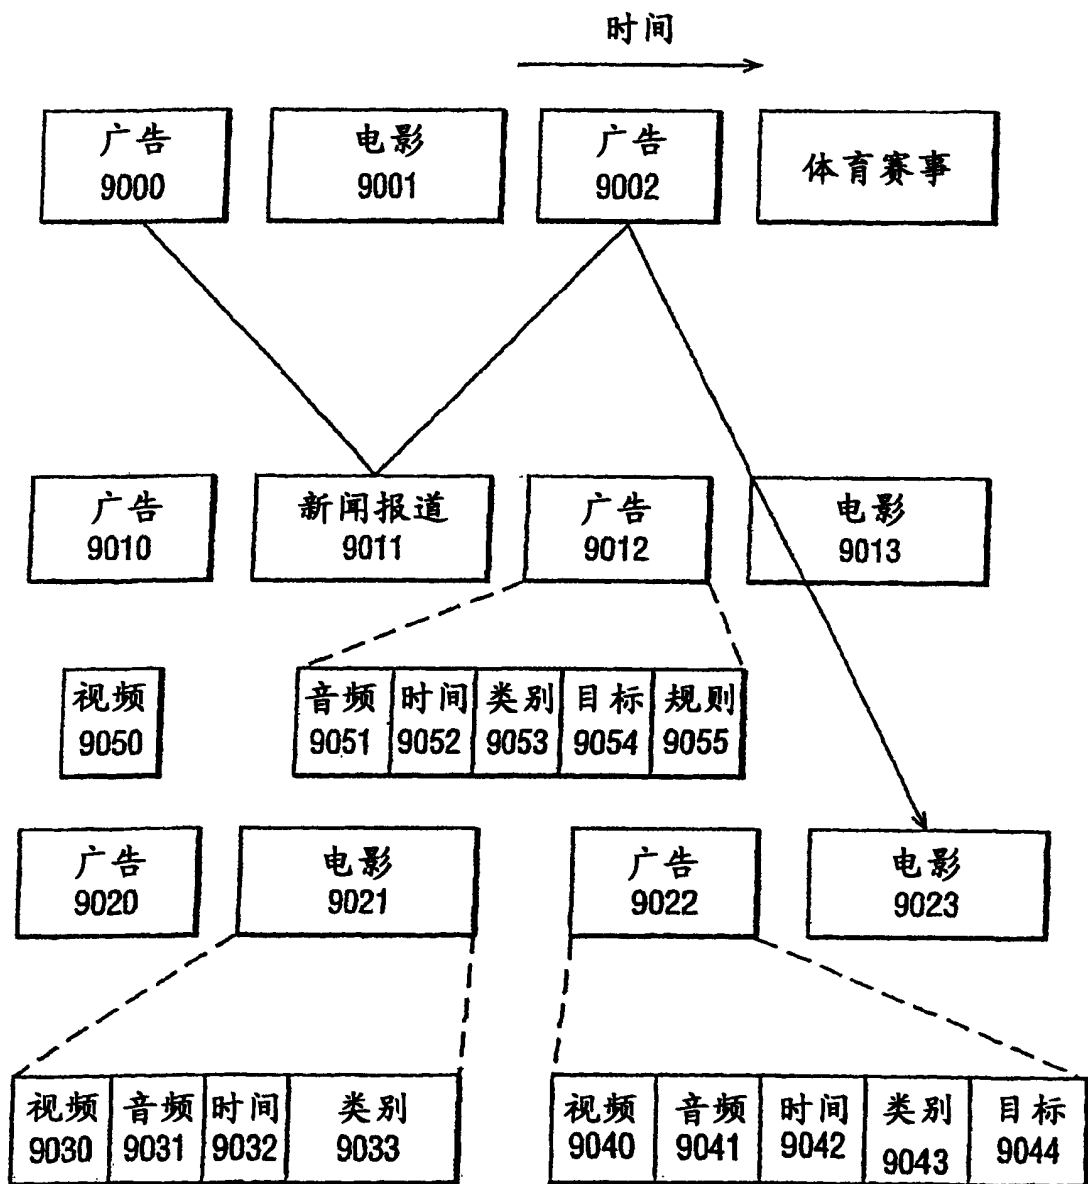 时间
广告 电影 广告 体育赛事
9000 9001 9002
广告 新闻报道 广告 电影
9010 9011 9012 9013
视频 音频 时间 类别 目标 规则
9050 9051 9052 9053 9054 9055
广告 电影 广告 电影
9020 9021 9022 9023
视频 音频 时间 类别 视频 音频 时间 类别 目标
9030 9031 9032 9033 9040 9041 9042 9043 9044